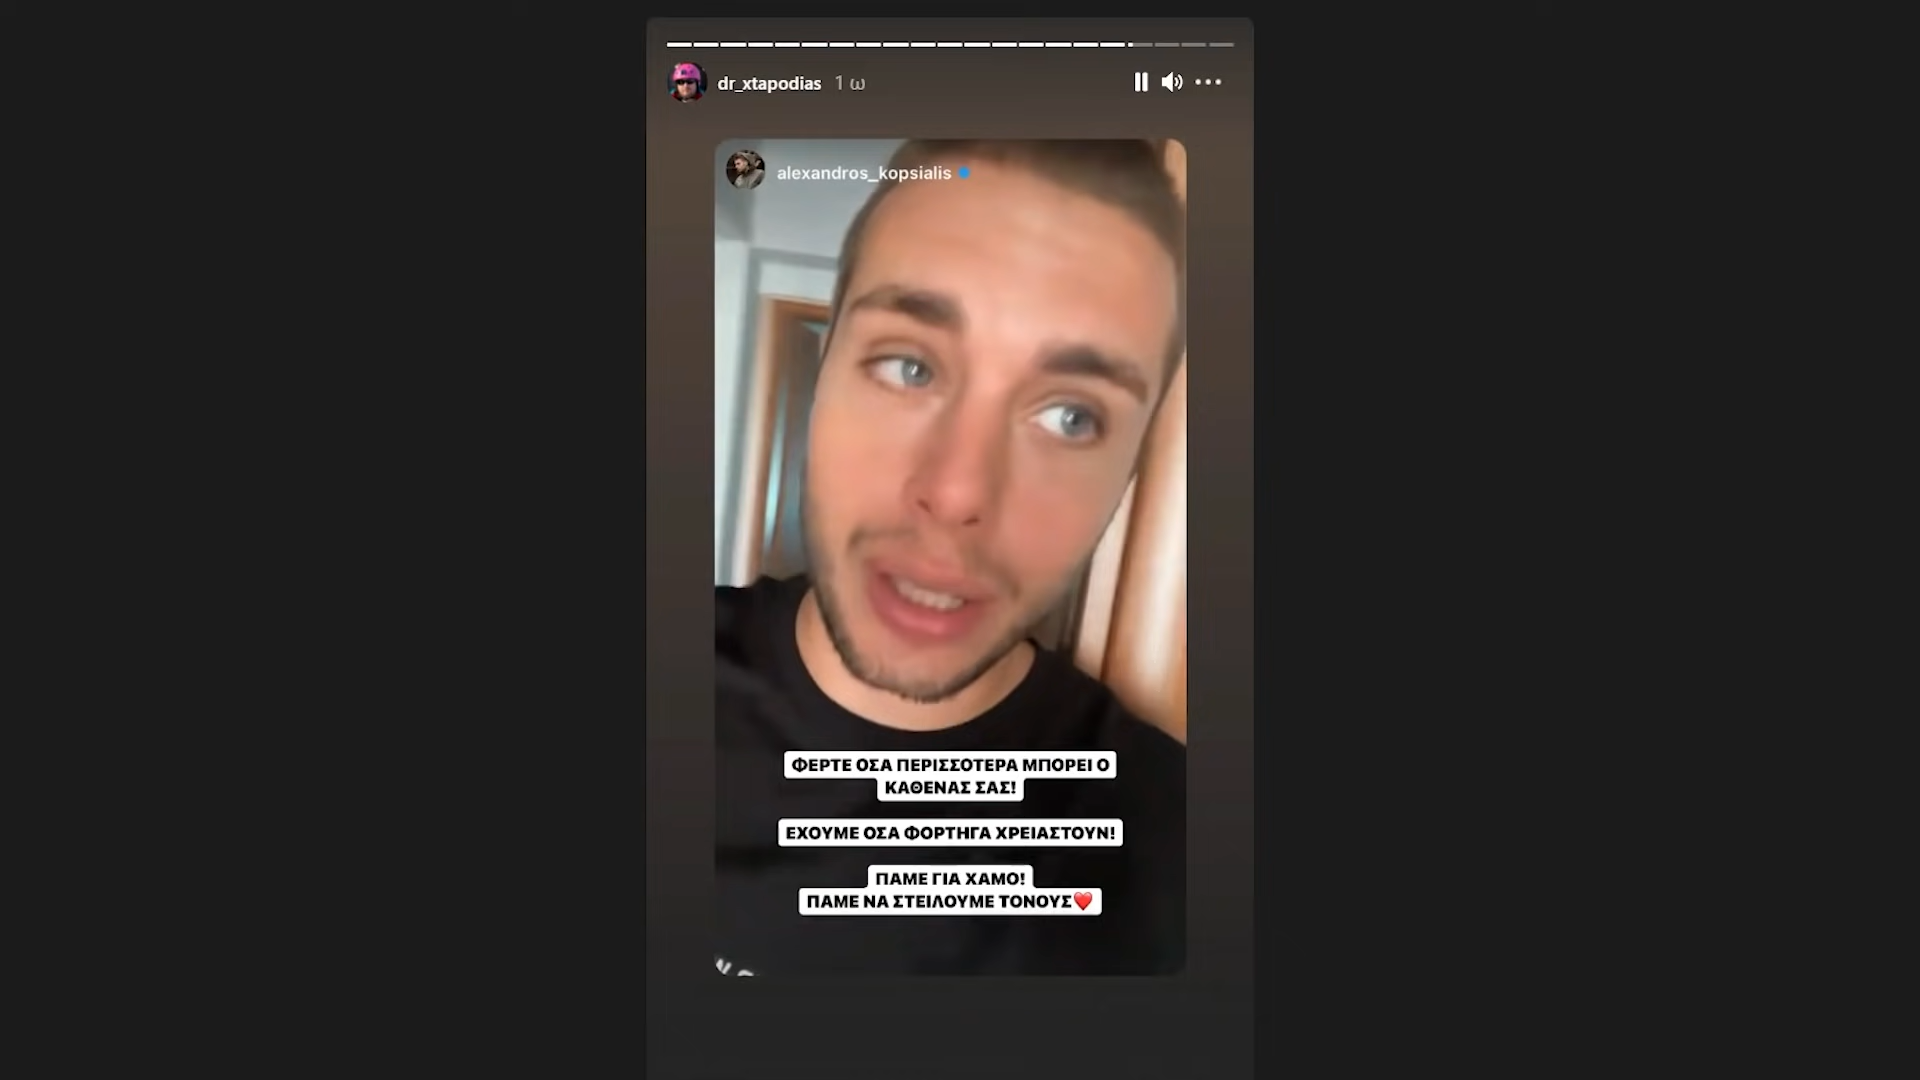 dr_xtapodias 1 ω
alexandros_kopsialis
ΦΕΡΤΕ ΟΣΑ ΠΕΡΙΣΣΟΤΕΡΑ ΜΠΟΡΕΙ Ο
ΚΑΘΕΝΑΣ ΣΑΣ!
ΕΧΟΥΜΕ ΟΣΑ ΦΟΡΤΗΓΑ ΧΡΕΙΑΣΤΟΥΝ!
ΠΑΜΕ ΓΙΑ ΧΑΜΟ!
ΠΑΜΕ ΝΑ ΣΤΕΙΛΟΥΜΕ ΤΟΝΟΥΣ❤️